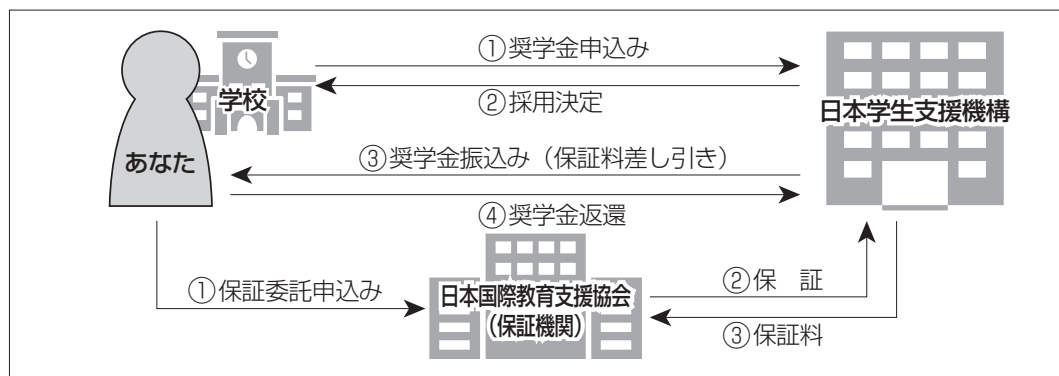 ①奨学金申込み
学校
②採用決定
日本学生支援機構
あなた
③奨学金振込み（保証料差し引き）
④奨学金返還
①保証委託申込み
日本国際教育支援協会
（保証機関）
②保　証
③保証料